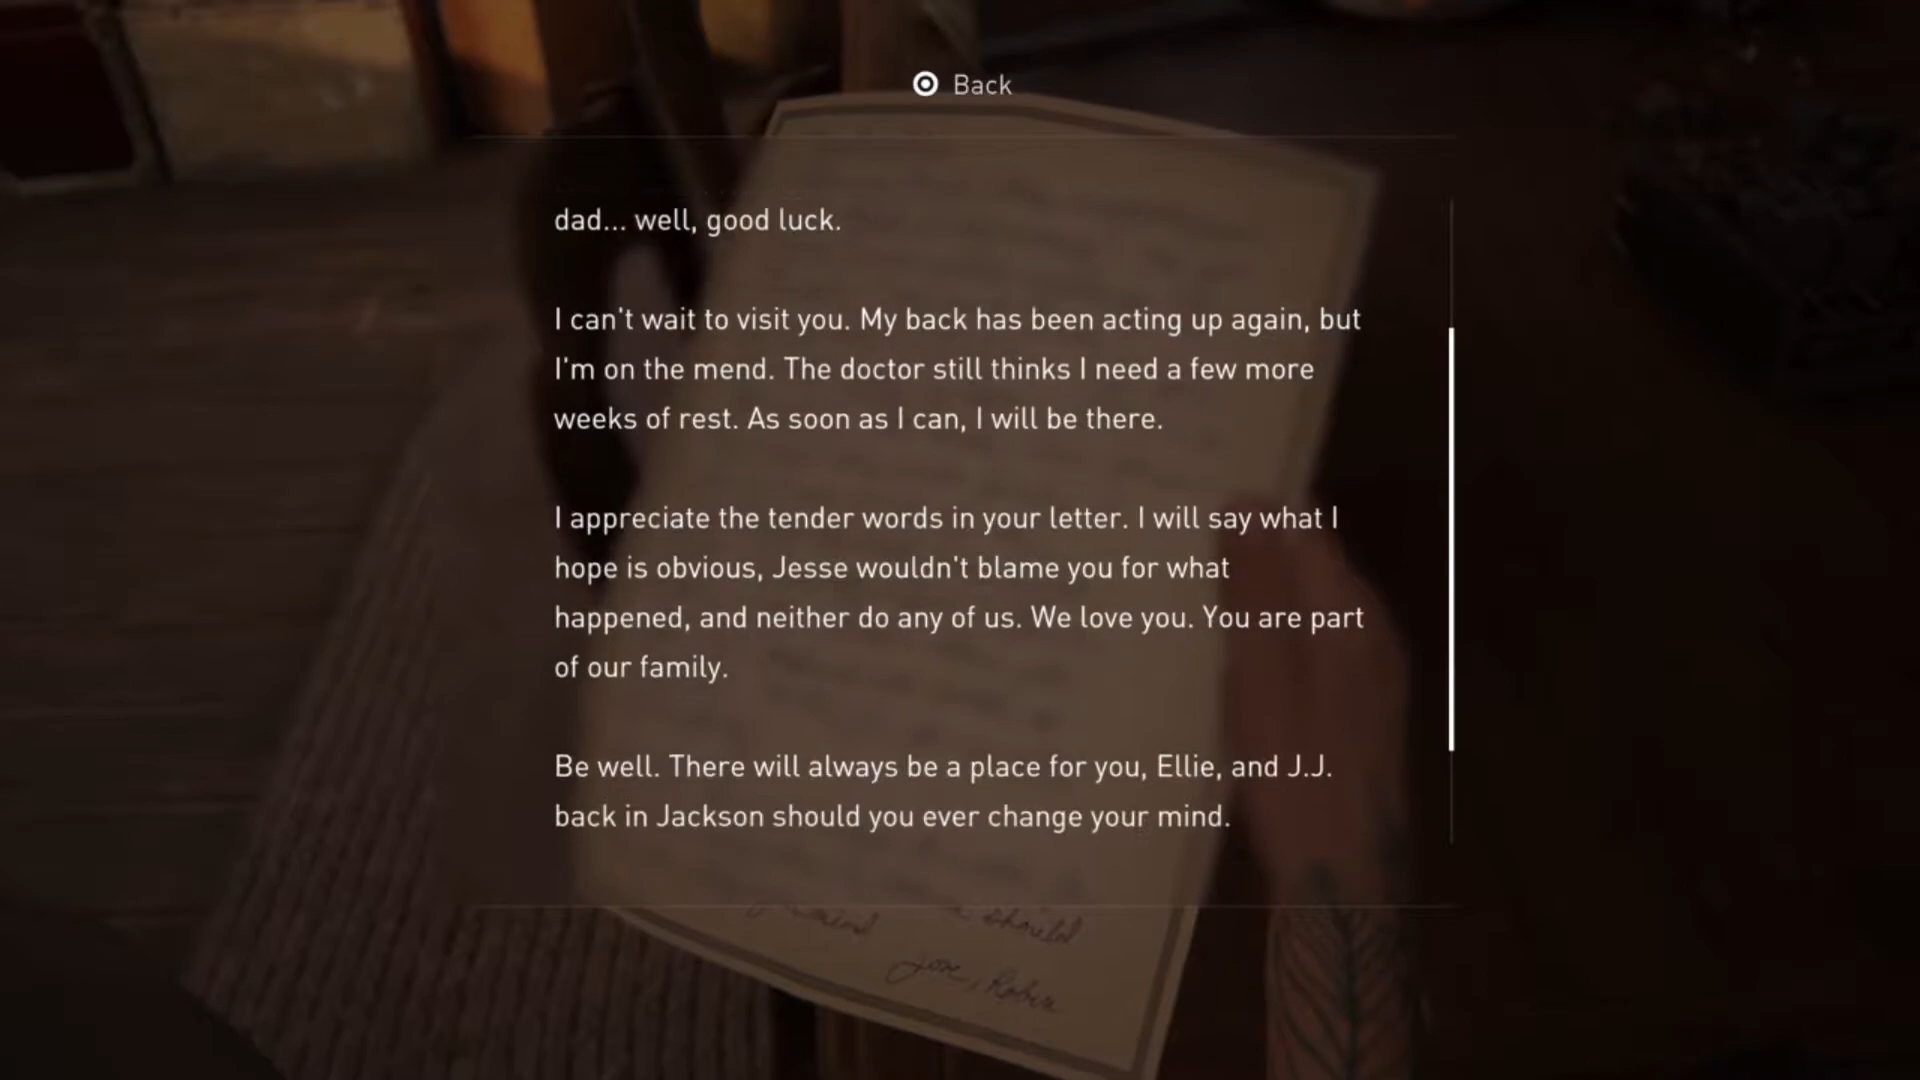 Back
dad... well, good luck.
I can't wait to visit you. My back has been acting up again, but
I'm on the mend. The doctor still thinks I need a few more
weeks of rest. As soon as I can, I will be there.
I appreciate the tender words in your letter. I will say what I
hope is obvious, Jesse wouldn't blame you for what
happened, and neither do any of us. We love you. You are part
of our family.
Be well. There will always be a place for you, Ellie, and J.J.
back in Jackson should you ever change your mind.
should
mind
Love, Robin